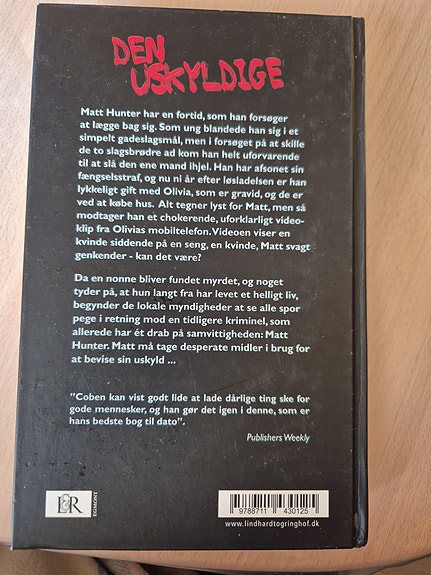 DEN
USKYLDIGE
Matt Hunter har en fortid, som han forsøger
at lægge bag sig. Som ung blandede han sig i et
simpelt gadeslagsmål, men i forsøget på at skille
de to slagsbrødre ad kom han helt uforvarende
til at slå den ene mand ihjel. Han har afsonet sin
fængselsstraf, og nu ni år efter løsladelsen er han
lykkeligt gift med Olivia, som er gravid, og de er
ved at købe hus. Alt tegner lyst for Matt, men så
modtager han et chokerende, uforklarligt video-
klip fra Olivias mobiltelefon. Videoen viser en
kvinde siddende på en seng, en kvinde, Matt svagt
genkender - kan det være?
Da en nonne bliver fundet myrdet, og noget
tyder på, at hun langt fra har levet et helligt liv,
begynder de lokale myndigheder at se alle spor
pege i retning mod en tidligere kriminel, som
allerede har ét drab på samvittigheden: Matt
Hunter. Matt må tage desperate midler i brug for
at bevise sin uskyld ...
"Coben kan vist godt lide at lade dårlige ting ske for
gode mennesker, og han gør det igen i denne, som er
hans bedste bog til dato".
Publishers Weekly
L&R
EGMONT
9788711 430125
www.lindhardtogringhof.dk